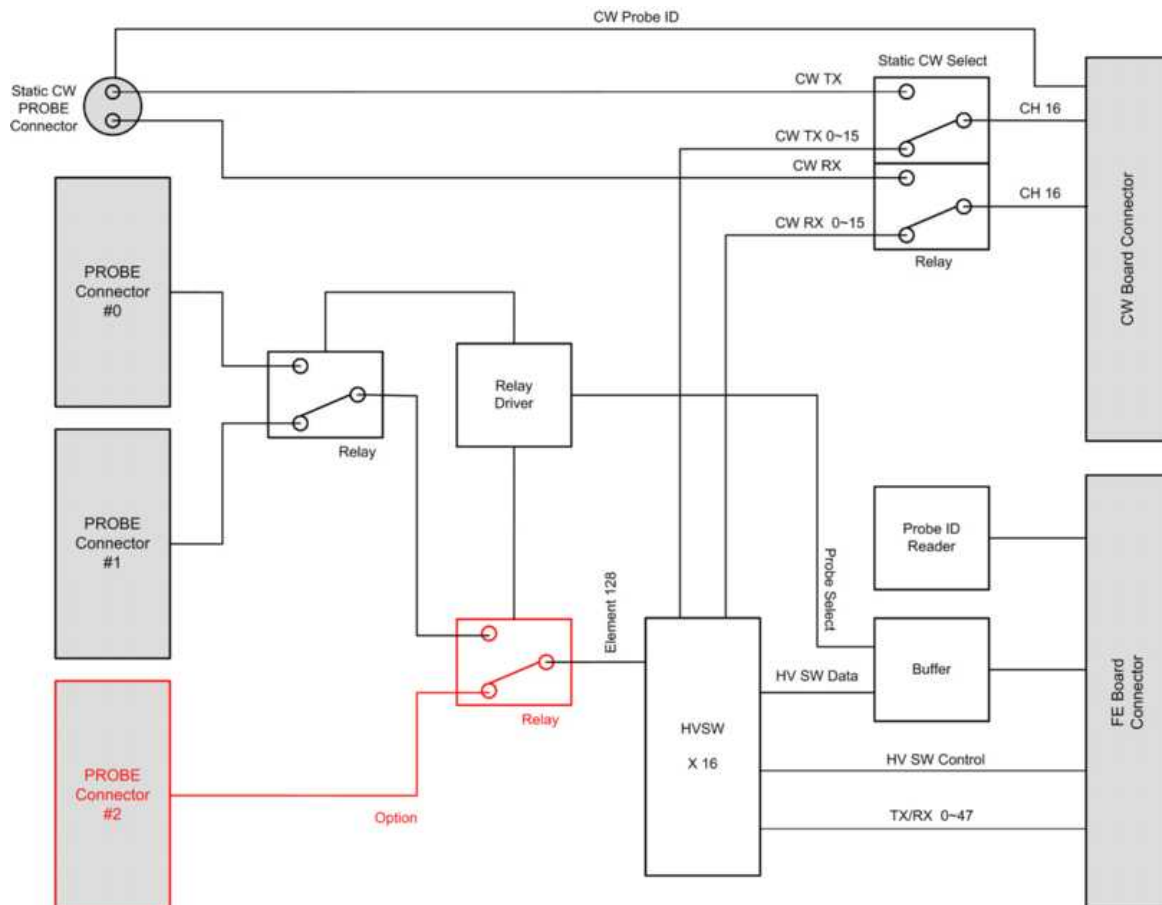 CW Probe ID
Static CW
PROBE
Connector
Static CW Select
CW TX
CH 16
CW TX 0~15
CW RX
CH 16
CW RX 0~15
Relay
CW Board Connector
PROBE
Connector
#0
Relay
Driver
Relay
PROBE
Connector
#1
Probe ID
Reader
Probe Select
Element 128
Buffer
HV SW Data
Relay
HVSW
X 16
HV SW Control
TX/RX 0~47
FE Board
Connector
PROBE
Connector
#2
Option